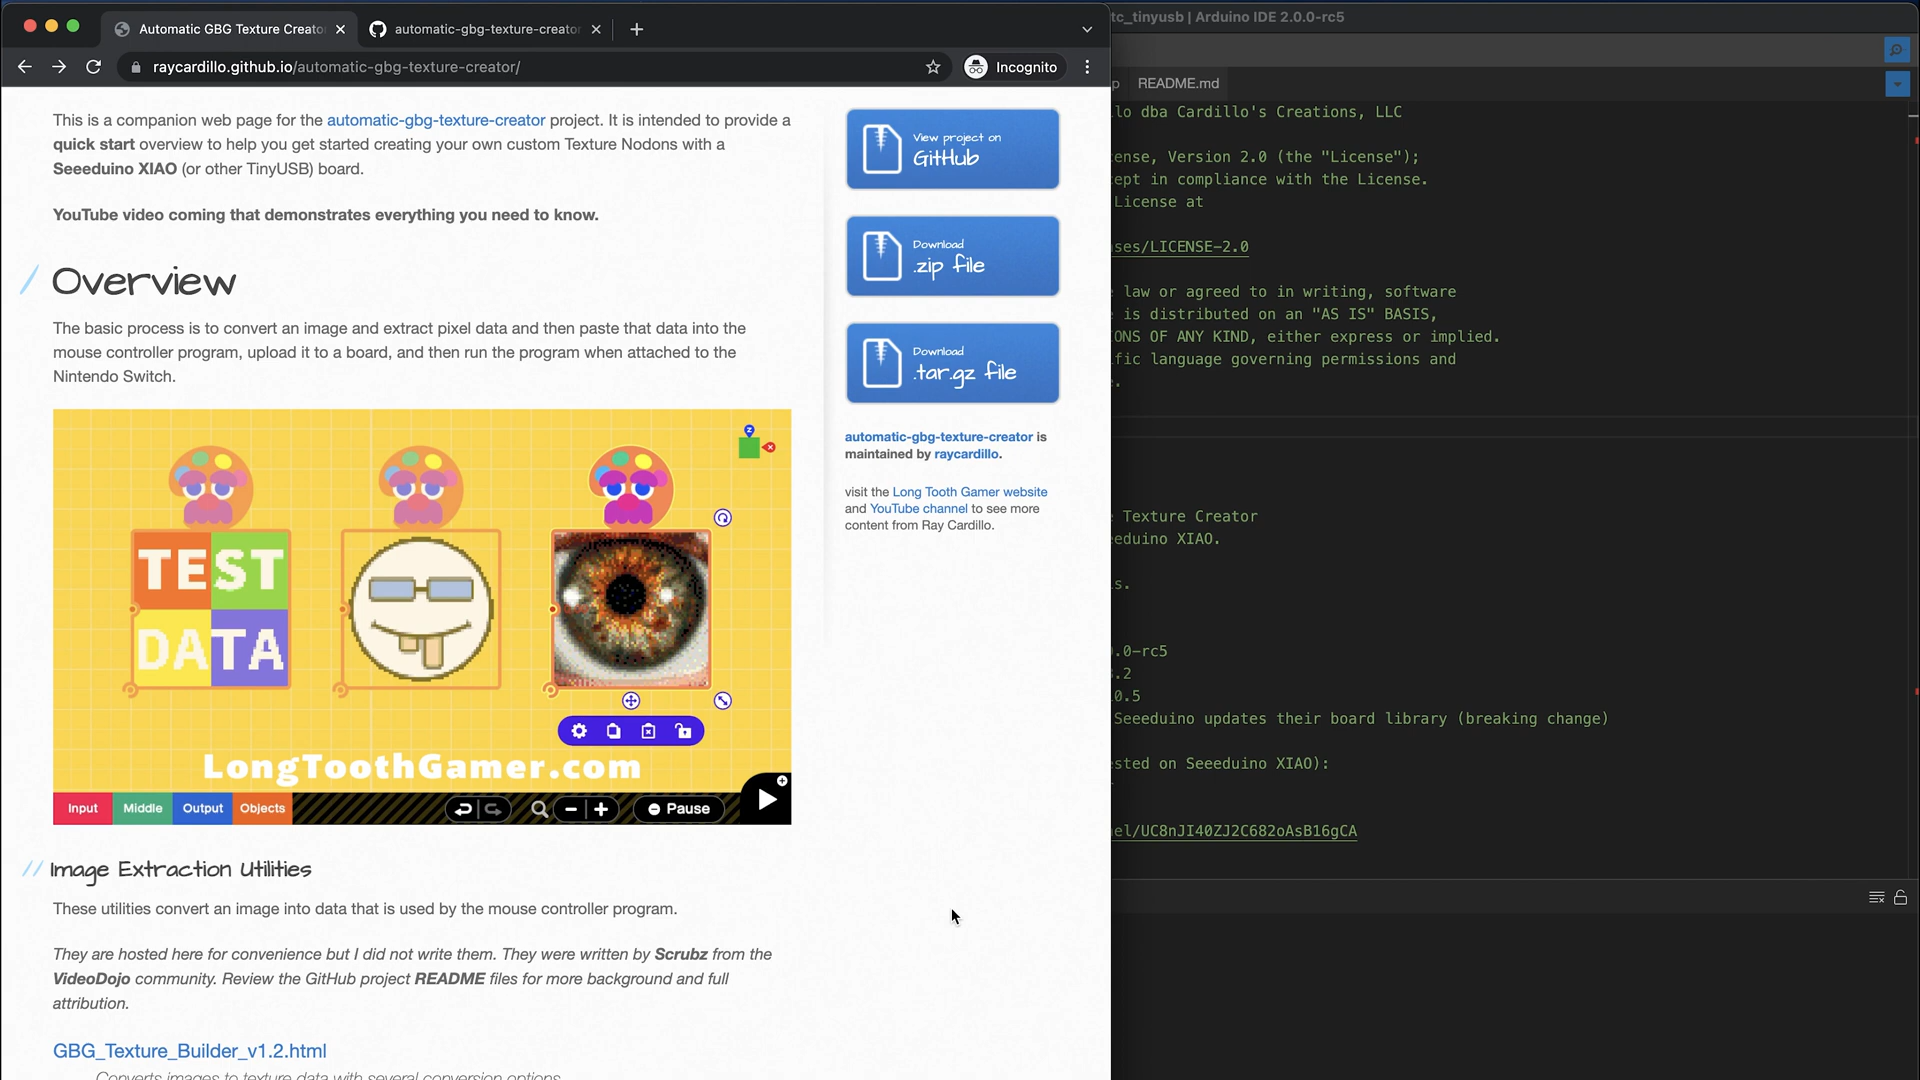 tc_tinyusb | Arduino IDE 2.0.0-rc5
Automatic GBG Texture Creato
automatic-gbg-texture-creator
raycardillo.github.io/automatic-gbg-texture-creator/
Incognito
README.md
This is a companion web page for the automatic-gbg-texture-creator project. It is intended to provide a
quick start overview to help you get started creating your own custom Texture Nodons with a
Seeeduino XIAO (or other TinyUSB) board.
YouTube video coming that demonstrates everything you need to know.
Overview
The basic process is to convert an image and extract pixel data and then paste that data into the
mouse controller program, upload it to a board, and then run the program when attached to the
Nintendo Switch.
TEST
DATA
LongToothGamer.com
Input Middle Output Objects Pause
Image Extraction Utilities
These utilities convert an image into data that is used by the mouse controller program.
They are hosted here for convenience but I did not write them. They were written by Scrubz from the
VideoDojo community. Review the GitHub project README files for more background and full
attribution.
GBG_Texture_Builder_v1.2.html
Converts images to texture data with several conversion options
View project on
GitHub
Download
.zip file
Download
.tar.gz file
automatic-gbg-texture-creator is
maintained by raycardillo.
visit the Long Tooth Gamer website
and YouTube channel to see more
content from Ray Cardillo.
lo dba Cardillo's Creations, LLC
ense, Version 2.0 (the "License");
ept in compliance with the License.
License at
ses/LICENSE-2.0
law or agreed to in writing, software
is distributed on an "AS IS" BASIS,
ONS OF ANY KIND, either express or implied.
fic language governing permissions and
Texture Creator
eeduino XIAO.
s.
.0-rc5
.2
0.5
Seeeduino updates their board library (breaking change)
sted on Seeeduino XIAO):
el/UC8nJI40ZJ2C682oAsB16gCA